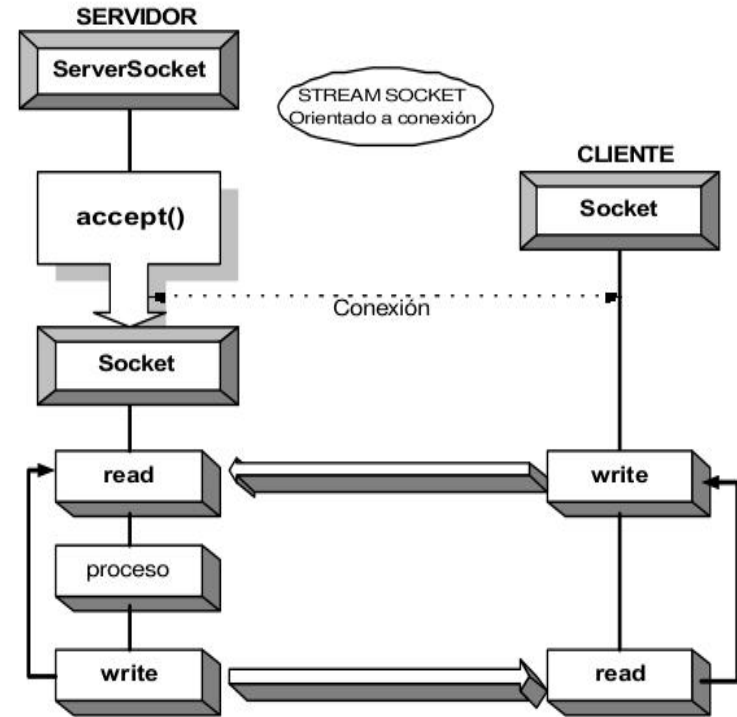 SERVIDOR
ServerSocket
STREAM SOCKET
Orientado a conexión
CLIENTE
accept()
Socket
Conexión
Socket
read
write
proceso
write
read